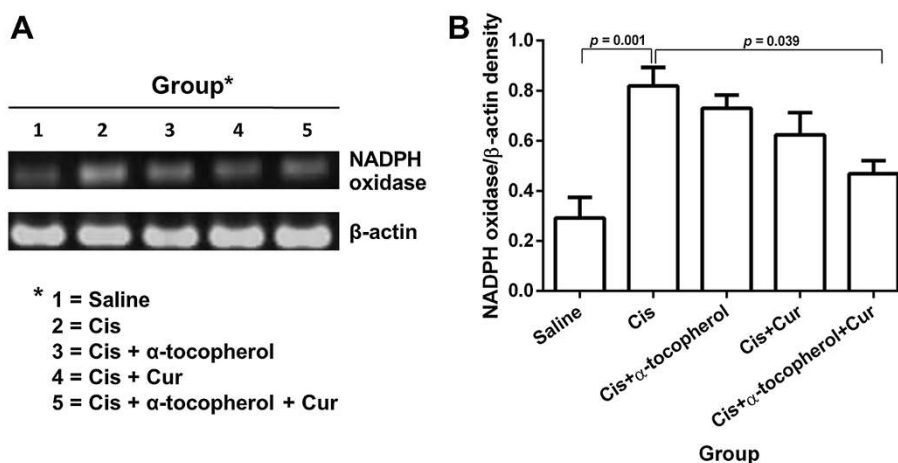 A
Group*
1 2 3 4 5
NADPH
oxidase
β-actin
* 1 = Saline
2 = Cis
3 = Cis + α-tocopherol
4 = Cis + Cur
5 = Cis + α-tocopherol + Cur
B
NADPH oxidase/β-actin density
1.0
0.8
0.6
0.4
0.2
0.0
p = 0.001
p = 0.039
Saline
Cis
Cis+α-tocopherol
Cis+Cur
Cis+α-tocopherol+Cur
Group